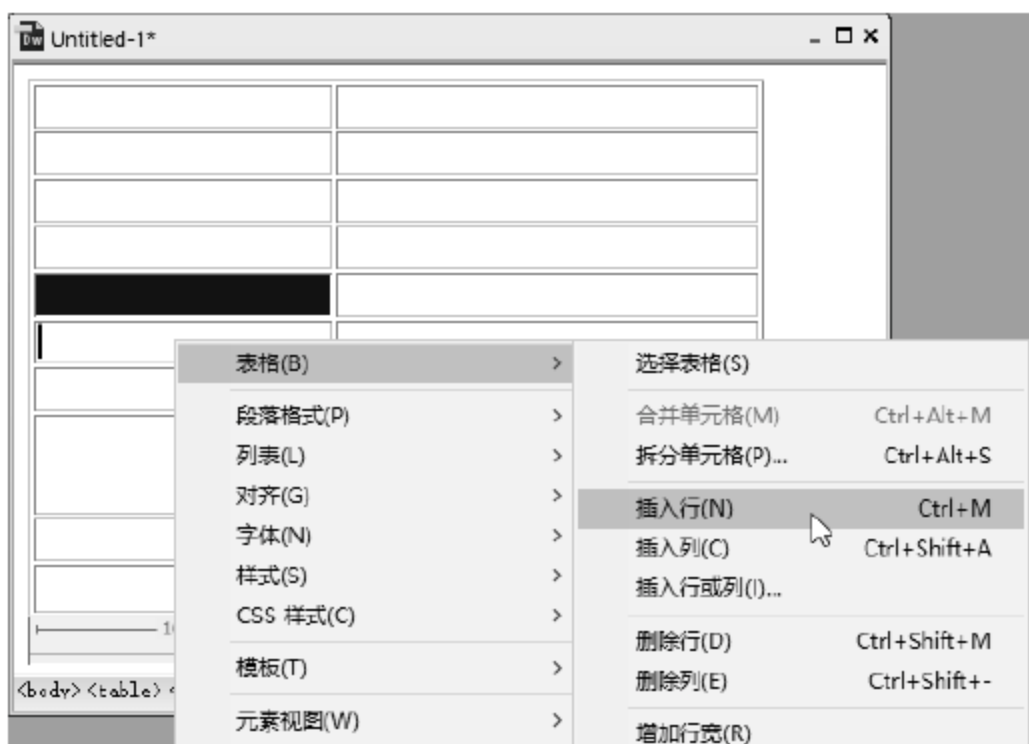 Dw Untitled-1*
表格(B) >
段落格式(P) >
列表(L) >
对齐(G) >
字体(N) >
样式(S) >
CSS 样式(C) >
模板(T) >
元素视图(W) >
选择表格(S)
合并单元格(M) Ctrl+Alt+M
拆分单元格(P)... Ctrl+Alt+S
插入行(N) Ctrl+M
插入列(C) Ctrl+Shift+A
插入行或列(I)...
删除行(D) Ctrl+Shift+M
删除列(E) Ctrl+Shift+-
增加行宽(R)
<body> <table>